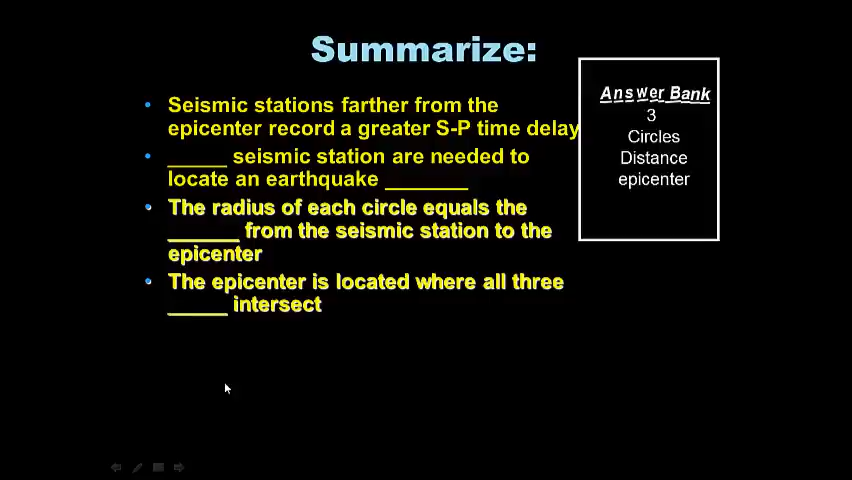 Summarize:
• Seismic stations farther from the
epicenter record a greater S-P time delay
• _____ seismic station are needed to
locate an earthquake _______
• The radius of each circle equals the
______ from the seismic station to the
epicenter
• The epicenter is located where all three
_____ intersect
Answer Bank
3
Circles
Distance
epicenter